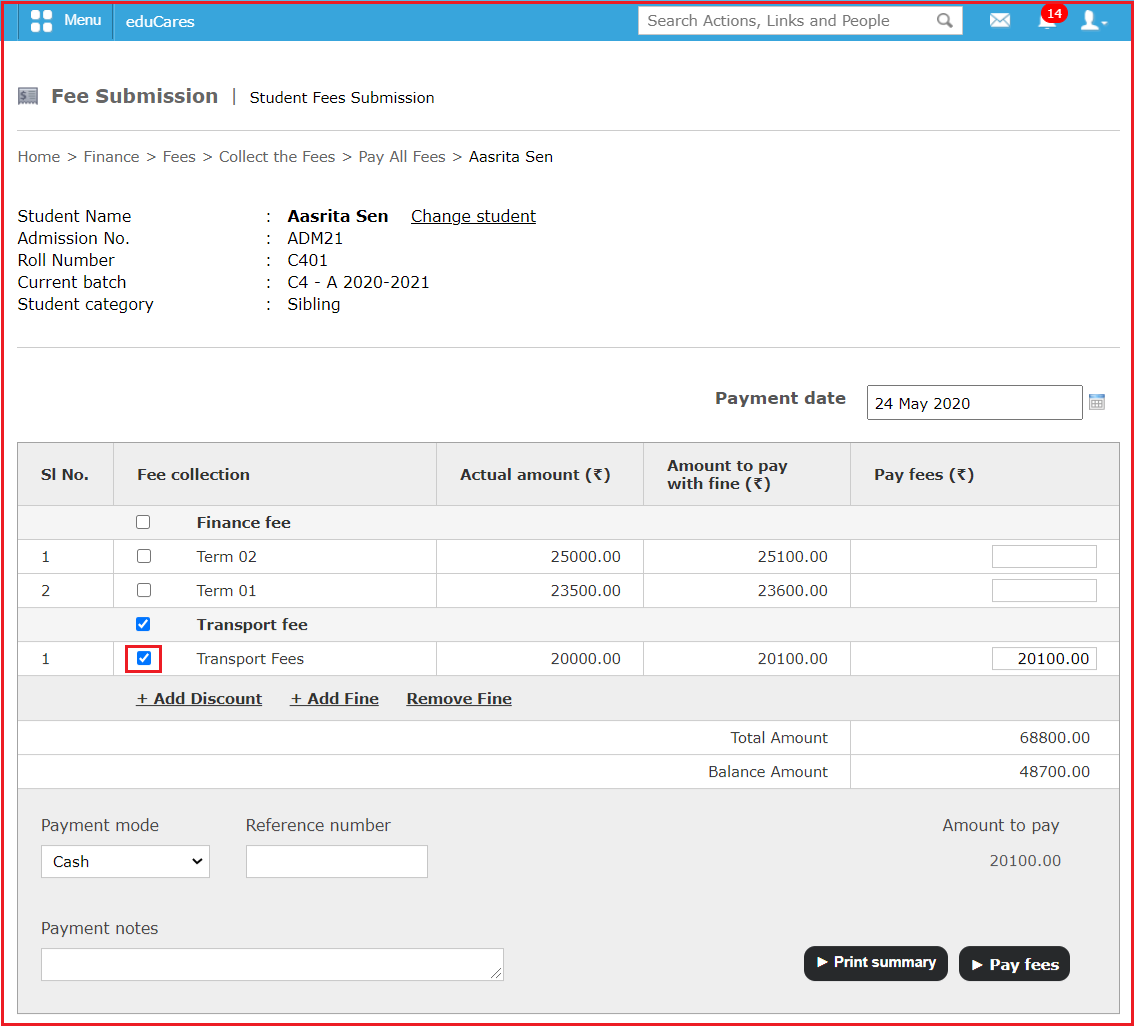 Menu eduCares Search Actions, Links and People 14
Fee Submission | Student Fees Submission
Home > Finance > Fees > Collect the Fees > Pay All Fees > Aasrita Sen
Student Name : Aasrita Sen Change student
Admission No. : ADM21
Roll Number : C401
Current batch : C4 - A 2020-2021
Student category : Sibling
Payment date 24 May 2020
Sl No. Fee collection Actual amount (₹) Amount to pay with fine (₹) Pay fees (₹)
Finance fee
1 Term 02 25000.00 25100.00
2 Term 01 23500.00 23600.00
Transport fee
1 Transport Fees 20000.00 20100.00 20100.00
+ Add Discount + Add Fine Remove Fine
Total Amount 68800.00
Balance Amount 48700.00
Payment mode Reference number Amount to pay
Cash 20100.00
Payment notes
Print summary Pay fees